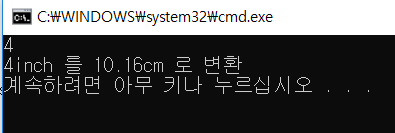 C:₩WINDOWS₩system32₩cmd.exe
4
4inch 를 10.16cm 로 변환
계속하려면 아무 키나 누르십시오 . . .